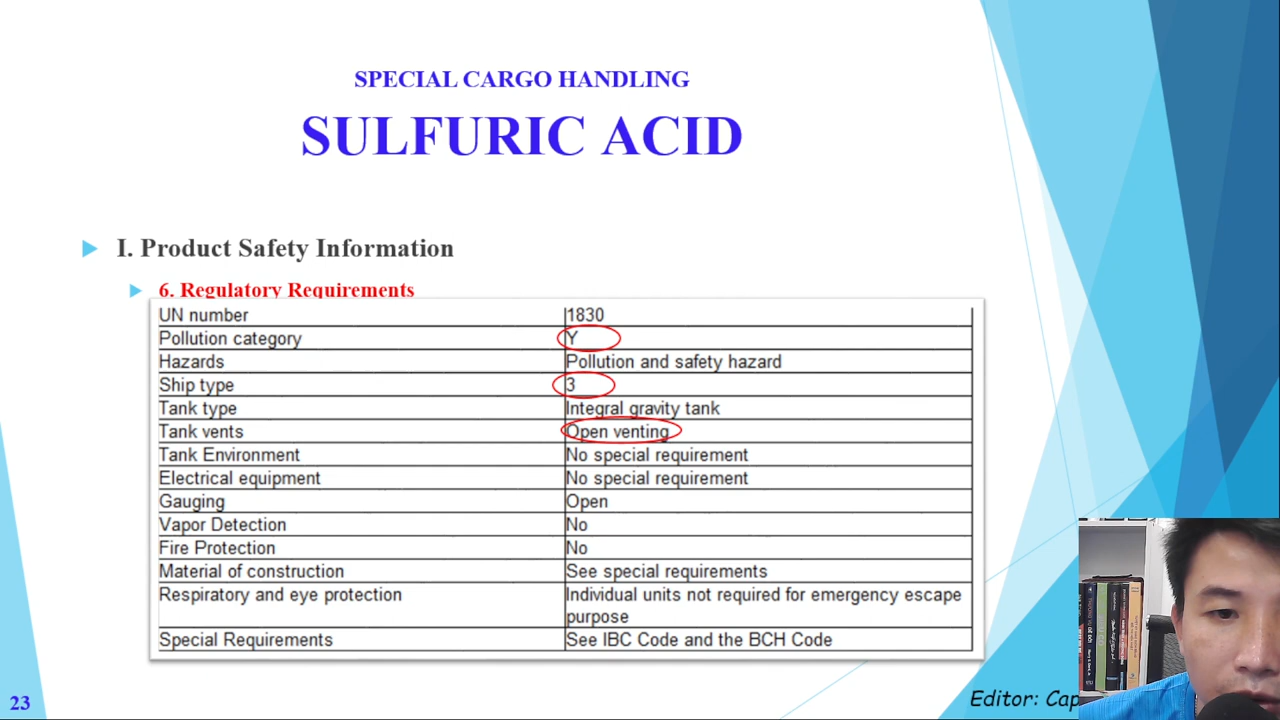 SPECIAL CARGO HANDLING
SULFURIC ACID
I. Product Safety Information
6. Regulatory Requirements
UN number 1830
Pollution category Y
Hazards Pollution and safety hazard
Ship type 3
Tank type Integral gravity tank
Tank vents Open venting
Tank Environment No special requirement
Electrical equipment No special requirement
Gauging Open
Vapor Detection No
Fire Protection No
Material of construction See special requirements
Respiratory and eye protection Individual units not required for emergency escape
purpose
Special Requirements See IBC Code and the BCH Code
23
Editor: Cap